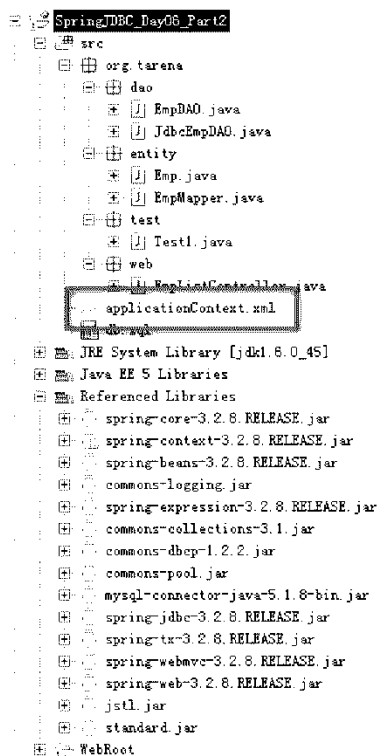 SpringJDBC_Day06_Part2
src
org.tarena
dao
EmpDAO.java
JdbcEmpDAO.java
entity
Emp.java
EmpMapper.java
test
Test1.java
web
EmpListController.java
applicationContext.xml
db.sql
JRE System Library [jdk1.6.0_45]
Java EE 5 Libraries
Referenced Libraries
spring-core-3.2.8.RELEASE.jar
spring-context-3.2.8.RELEASE.jar
spring-beans-3.2.8.RELEASE.jar
commons-logging.jar
spring-expression-3.2.8.RELEASE.jar
commons-collections-3.1.jar
commons-dbcp-1.2.2.jar
commons-pool.jar
mysql-connector-java-5.1.8-bin.jar
spring-jdbc-3.2.8.RELEASE.jar
spring-tx-3.2.8.RELEASE.jar
spring-webmvc-3.2.8.RELEASE.jar
spring-web-3.2.8.RELEASE.jar
jstl.jar
standard.jar
WebRoot